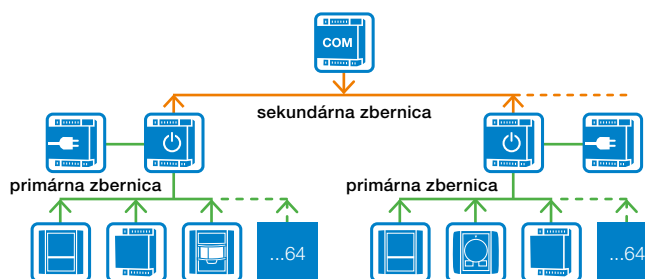 COM
sekundárna zbernica
primárna zbernica
primárna zbernica
...64
...64